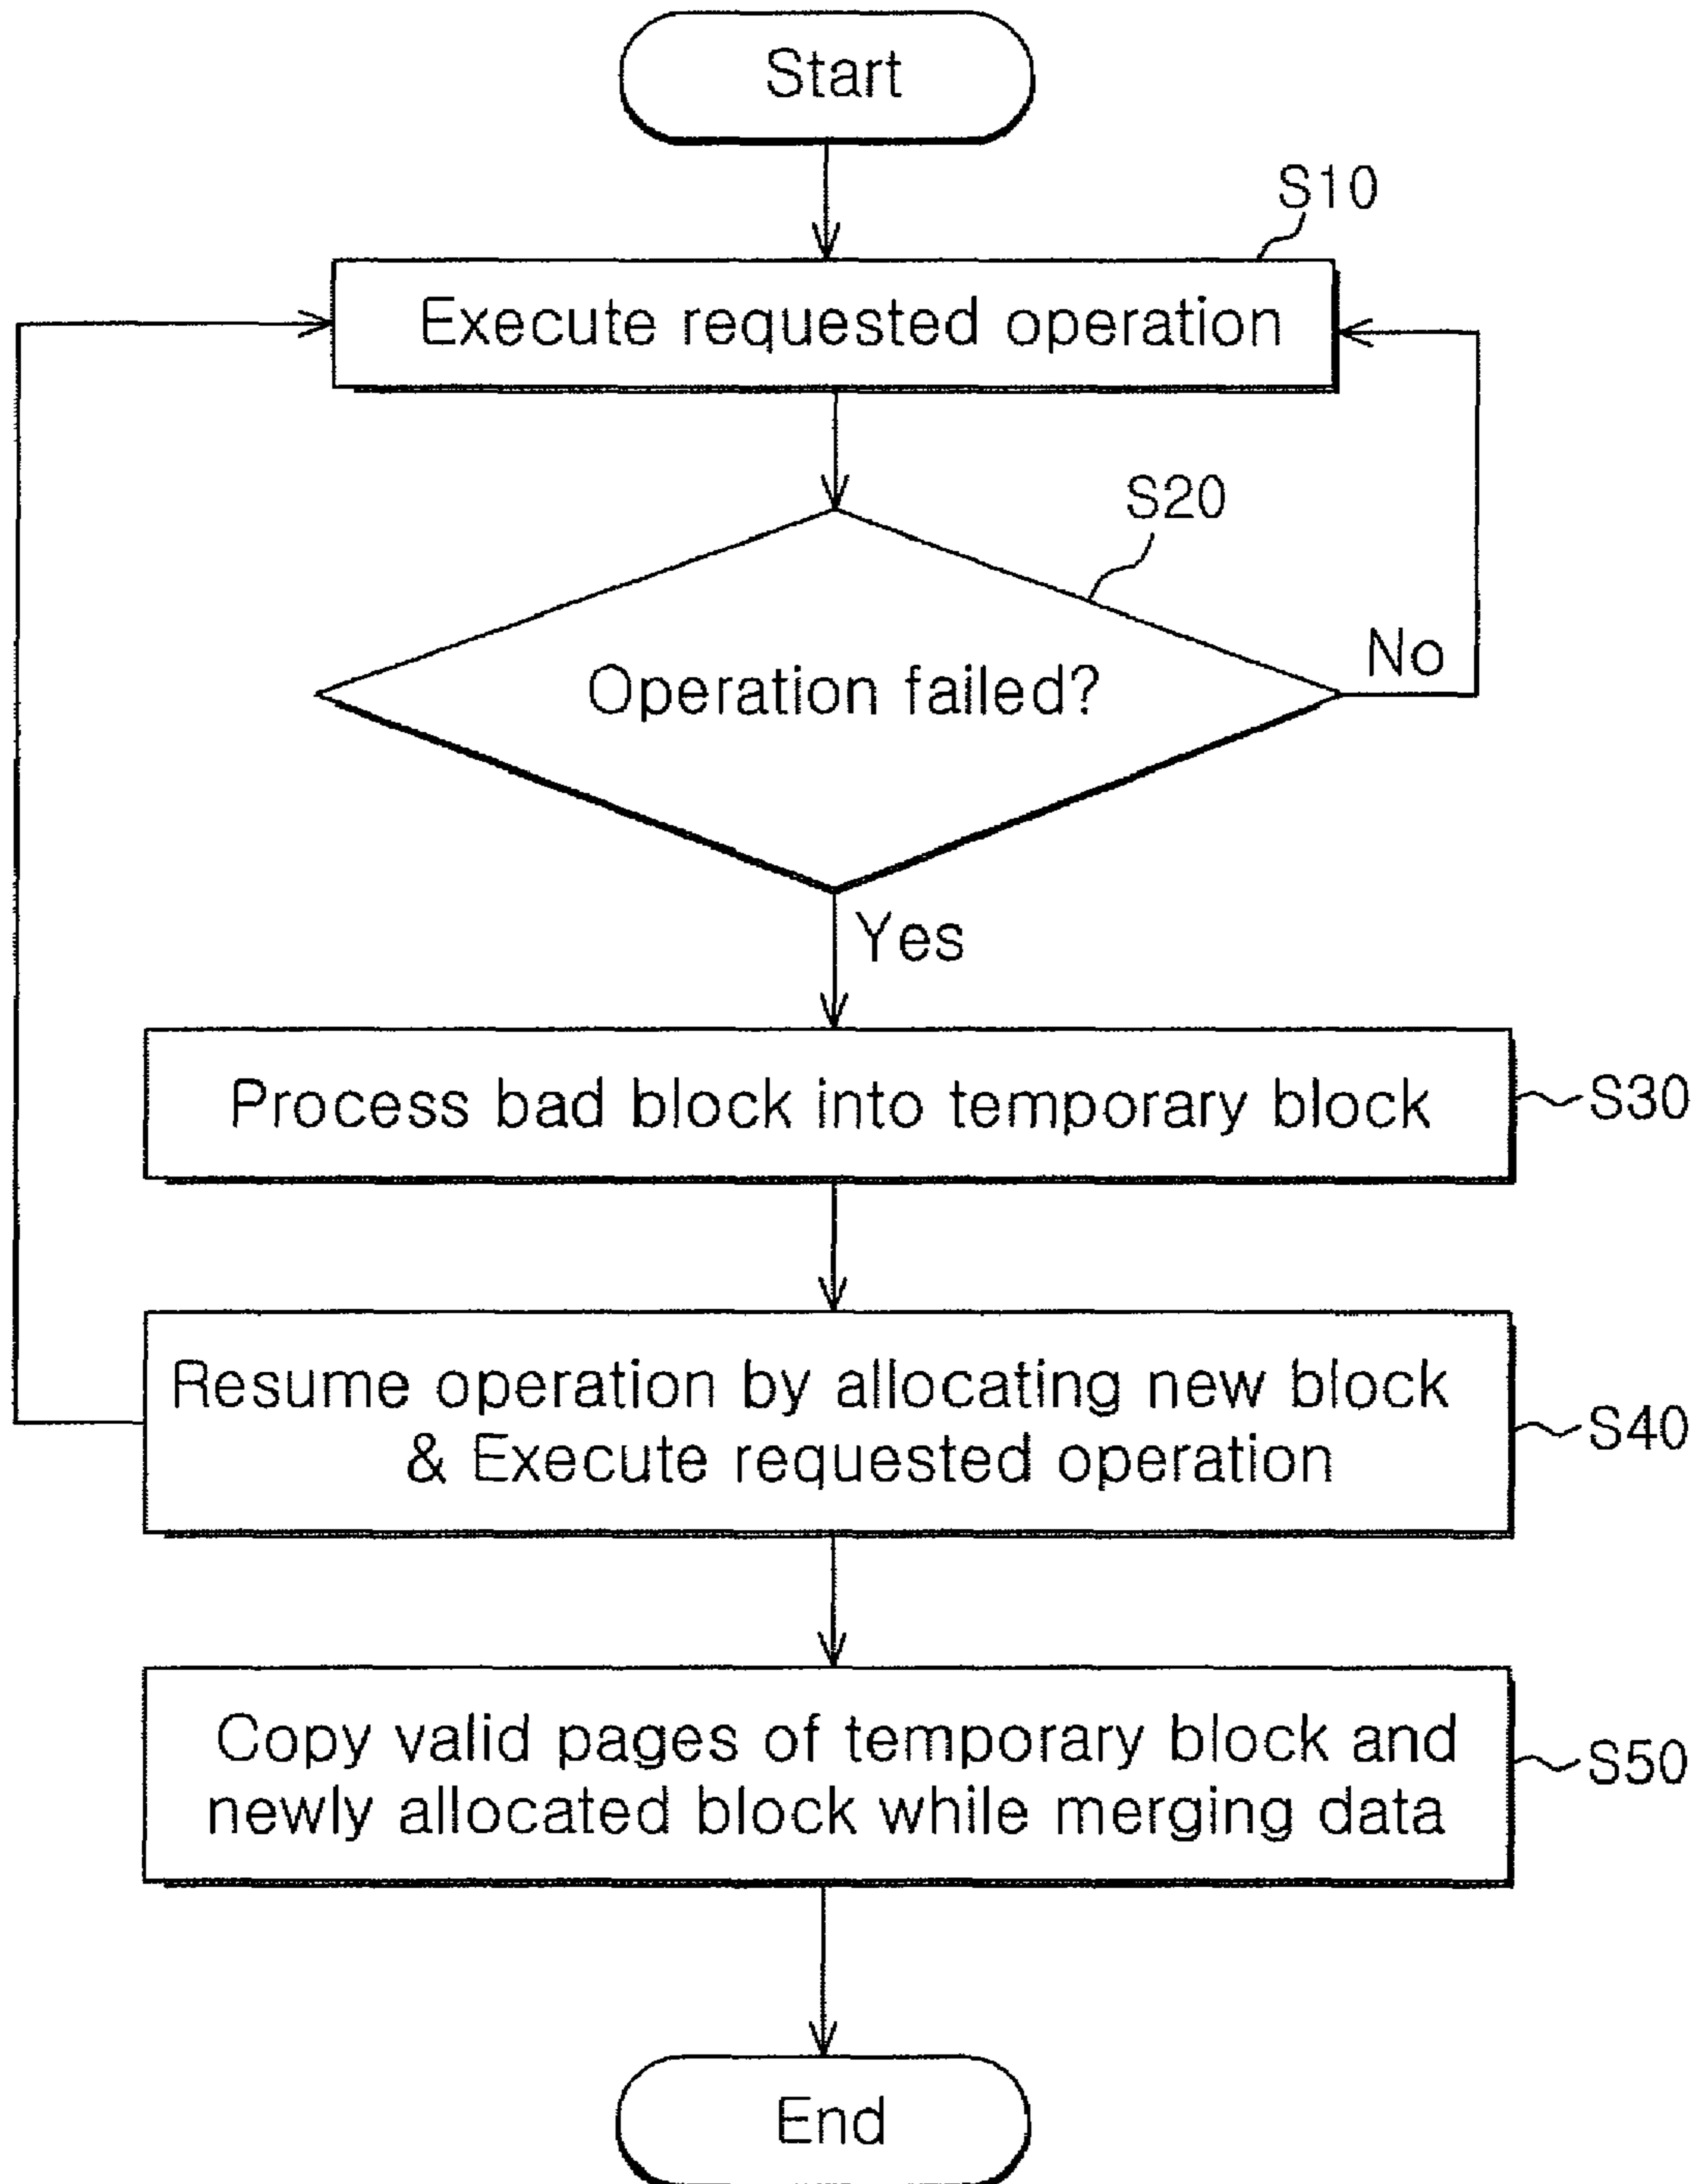 Start
S10
Execute requested operation
S20
Operation failed?
No
Yes
Process bad block into temporary block
S30
Resume operation by allocating new block
& Execute requested operation
S40
Copy valid pages of temporary block and
newly allocated block while merging data
S50
End